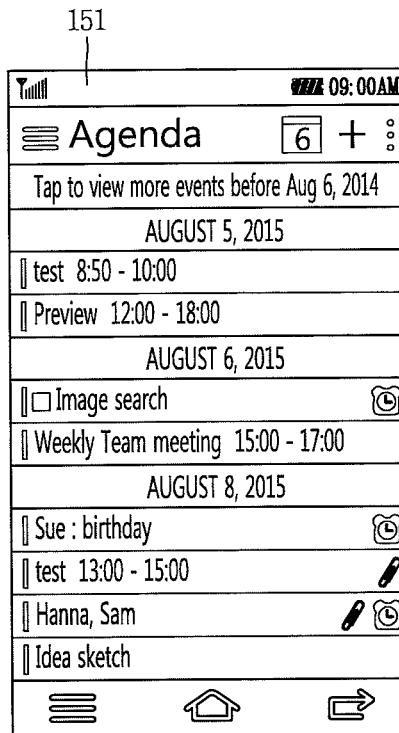 151
09:00AM
Agenda 6 +
Tap to view more events before Aug 6, 2014
AUGUST 5, 2015
test 8:50 - 10:00
Preview 12:00 - 18:00
AUGUST 6, 2015
Image search
Weekly Team meeting 15:00 - 17:00
AUGUST 8, 2015
Sue : birthday
test 13:00 - 15:00
Hanna, Sam
Idea sketch